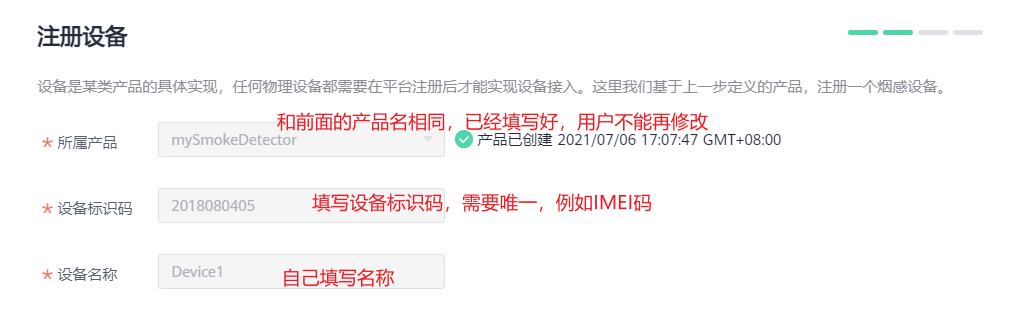 注册设备
设备是某类产品的具体实现，任何物理设备都需要在平台注册后才能实现设备接入。这里我们基于上一步定义的产品，注册一个烟感设备。
和前面的产品名相同，已经填写好，用户不能再修改
* 所属产品 mySmokeDetector 产品已创建 2021/07/06 17:07:47 GMT+08:00
* 设备标识码 2018080405 填写设备标识码，需要唯一，例如IMEI码
* 设备名称 Device1 自己填写名称